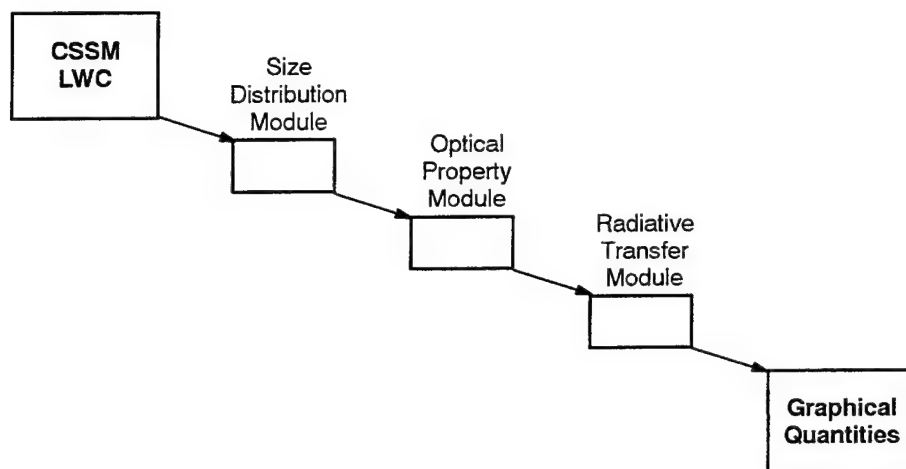 CSSM
LWC
Size
Distribution
Module
Optical
Property
Module
Radiative
Transfer
Module
Graphical
Quantities